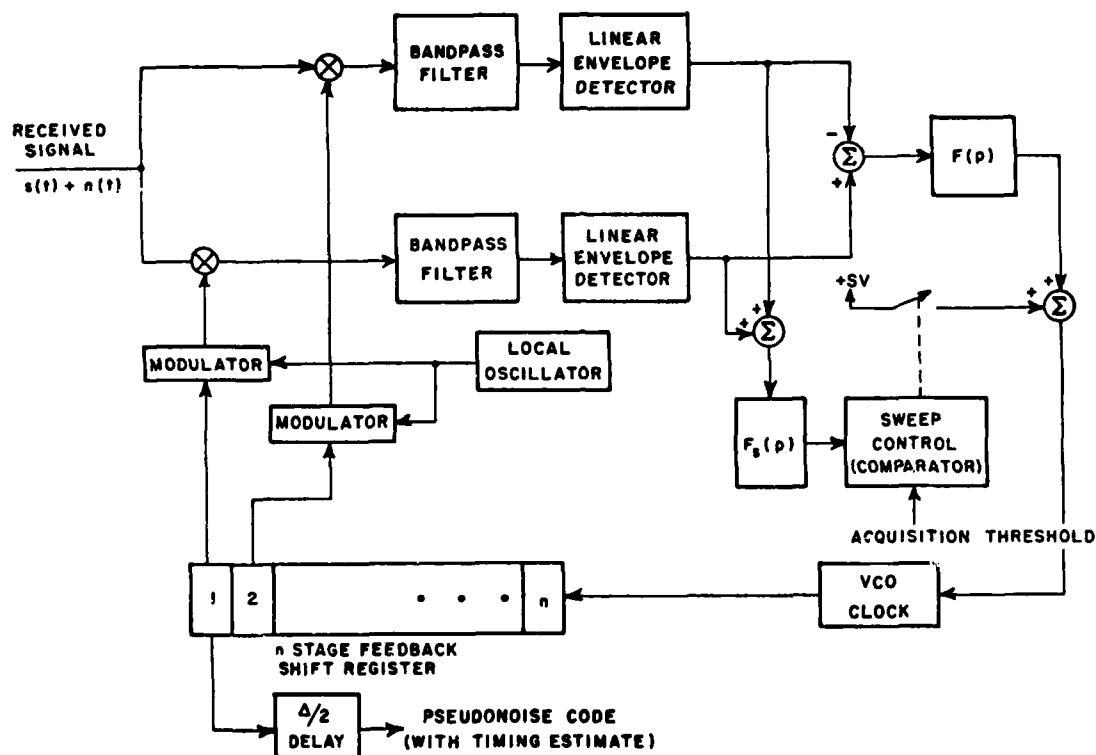 BANDPASS
FILTER
LINEAR
ENVELOPE
DETECTOR
RECEIVED
SIGNAL
s(t) + n(t)
-
Σ
+
F(p)
BANDPASS
FILTER
LINEAR
ENVELOPE
DETECTOR
+SV
+ +
Σ
+
+
Σ
MODULATOR
LOCAL
OSCILLATOR
MODULATOR
Fs(p)
SWEEP
CONTROL
(COMPARATOR)
ACQUISITION THRESHOLD
1
2
• • •
n
VCO
CLOCK
n STAGE FEEDBACK
SHIFT REGISTER
Δ/2
DELAY
PSEUDONOISE CODE
(WITH TIMING ESTIMATE)